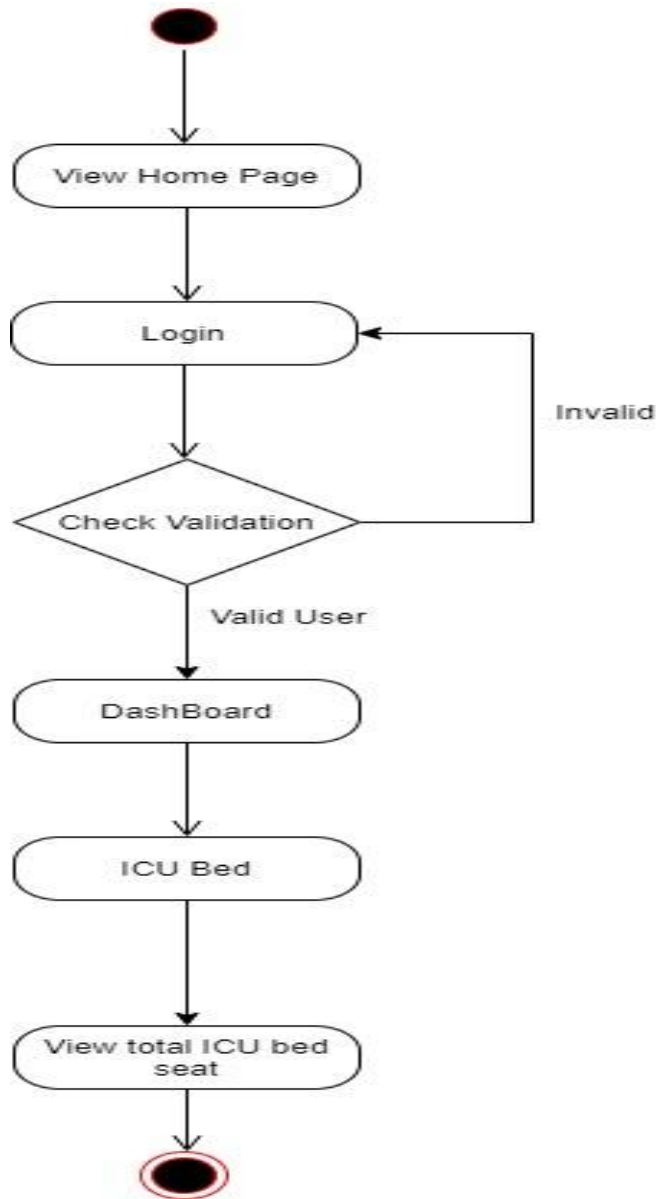 View Home Page
Login
Invalid
Check Validation
Valid User
DashBoard
ICU Bed
View total ICU bed
seat